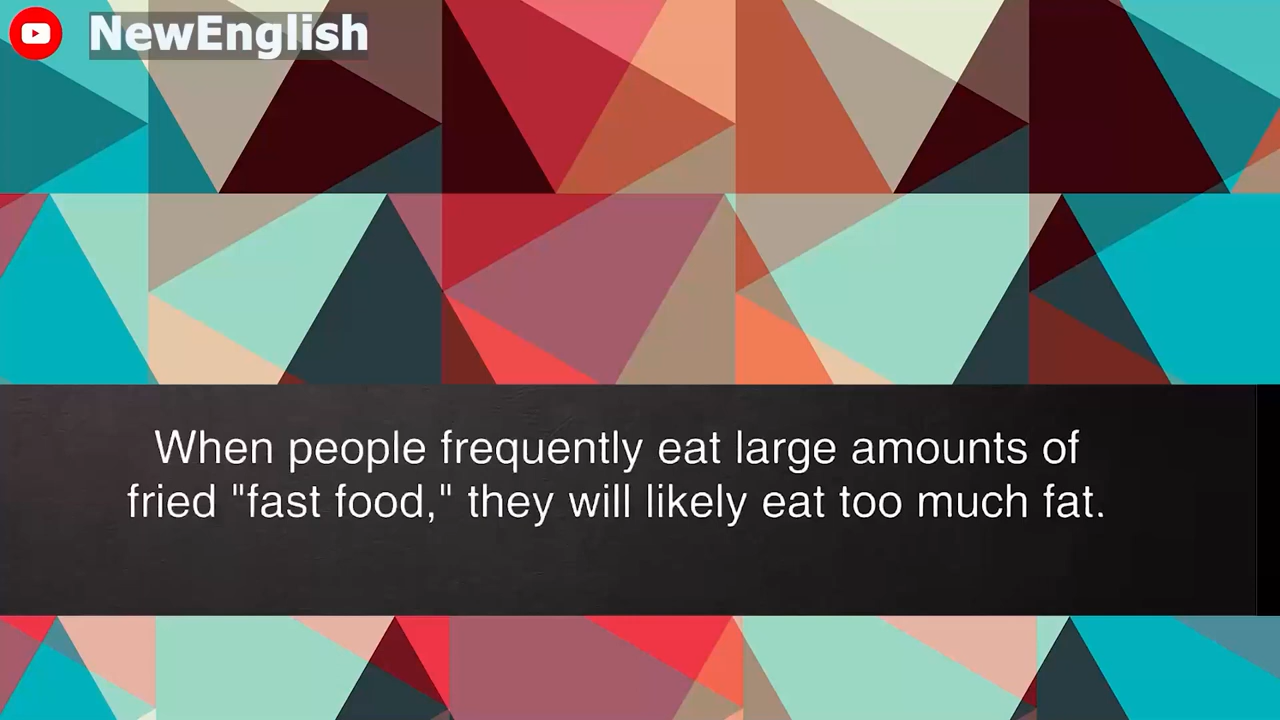 NewEnglish
When people frequently eat large amounts of
fried "fast food," they will likely eat too much fat.